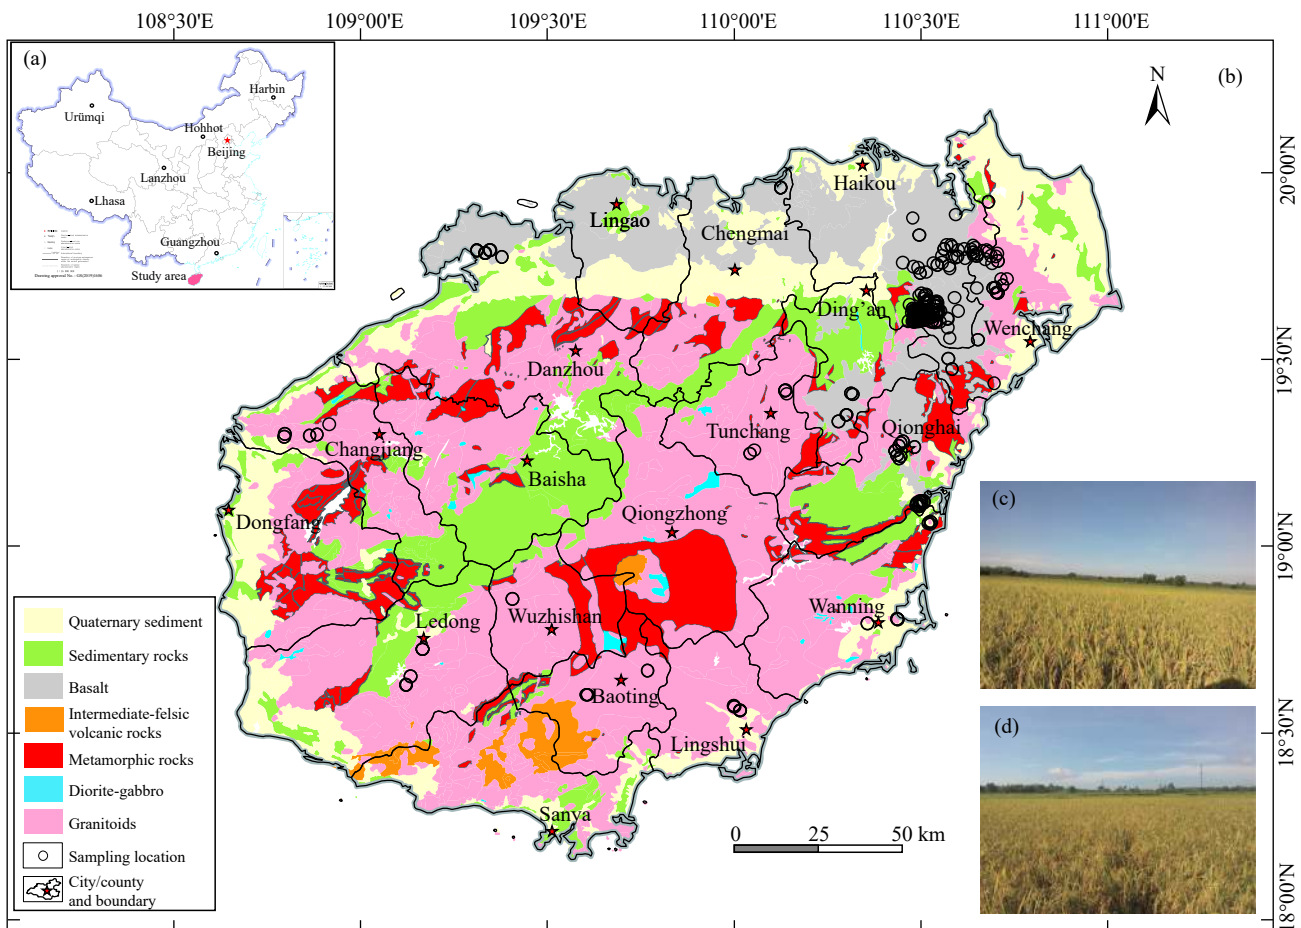 108°30'E 109°00'E 109°30'E 110°00'E 110°30'E 111°00'E
(a)
Harbin
Urümqi
Hohhot
Beijing
Lanzhou
Lhasa
Guangzhou
Study area
(b)
N
20°00'N
19°30'N
19°00'N
18°30'N
18°00'N
Haikou
Lingao
Chengmai
Ding'an
Wenchang
Danzhou
Tunchang
Qionghai
Changjiang
Baisha
Qiongzhong
Dongfang
Wanning
Ledong
Wuzhishan
Baoting
Lingshui
Sanya
0 25 50 km
Quaternary sediment
Sedimentary rocks
Basalt
Intermediate-felsic
volcanic rocks
Metamorphic rocks
Diorite-gabbro
Granitoids
Sampling location
City/county
and boundary
(c)
(d)